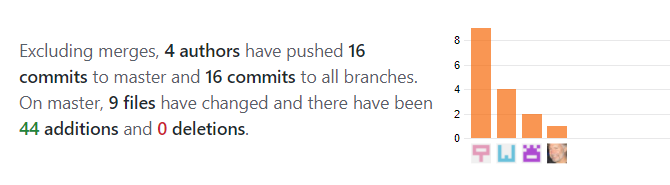 Excluding merges, 4 authors have pushed 16
commits to master and 16 commits to all branches.
On master, 9 files have changed and there have been
44 additions and 0 deletions.
8
6
4
2
0